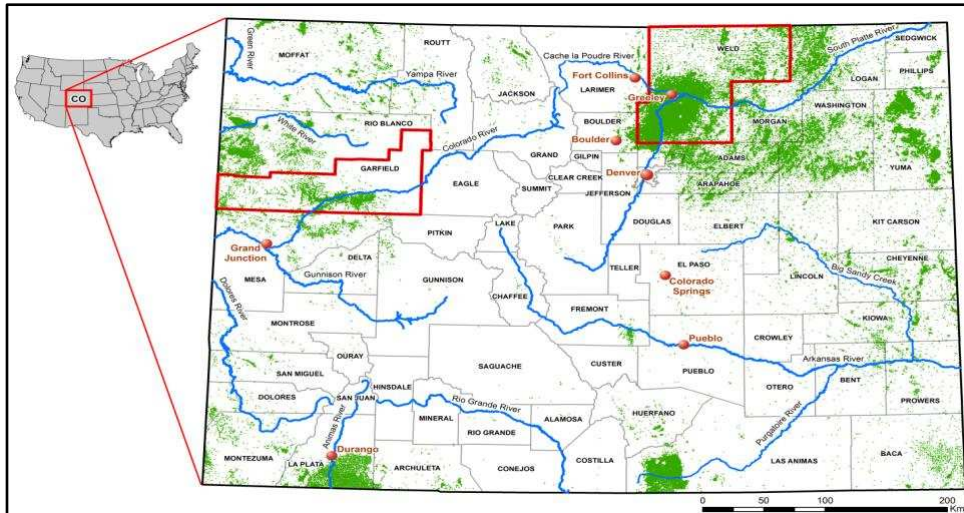 CO
MOFFAT
ROUTT
JACKSON
LARIMER
WELD
SEDGWICK
LOGAN
PHILLIPS
Green River
Yampa River
Cache la Poudre River
South Platte River
Fort Collins
Greeley
WASHINGTON
MORGAN
RIO BLANCO
White River
BOULDER
Boulder
Colorado River
GARFIELD
GRAND
GILPIN
CLEAR CREEK
ADAMS
YUMA
Denver
ARAPAHOE
EAGLE
SUMMIT
JEFFERSON
PITKIN
LAKE
PARK
DOUGLAS
ELBERT
KIT CARSON
Grand
Junction
DELTA
MESA
Gunnison River
GUNNISON
TELLER
EL PASO
Colorado
Springs
LINCOLN
CHEYENNE
Big Sandy Creek
Dolores River
CHAFFEE
FREMONT
KIOWA
MONTROSE
Pueblo
CROWLEY
OURAY
SAGUACHE
CUSTER
PUEBLO
Arkansas River
SAN MIGUEL
OTERO
BENT
PROWERS
DOLORES
SAN JUAN
HINSDALE
Rio Grande River
MINERAL
ALAMOSA
HUERFANO
Purgatoire River
RIO GRANDE
Animas River
MONTEZUMA
LA PLATA
Durango
ARCHULETA
CONEJOS
COSTILLA
LAS ANIMAS
BACA
0 50 100 200
Km